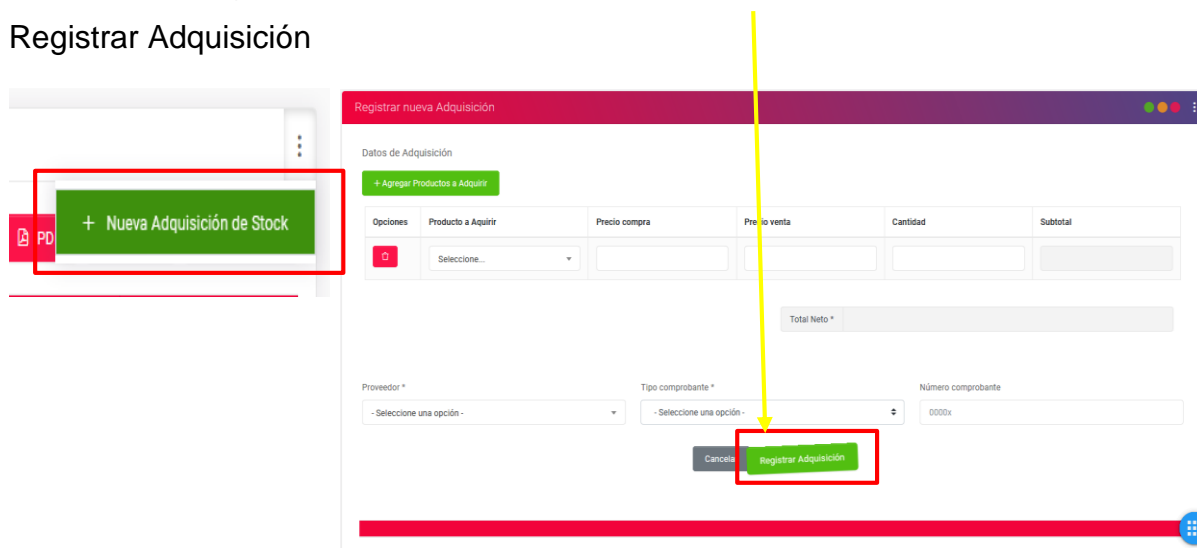 Registrar Adquisición
PD
+ Nueva Adquisición de Stock
Registrar nueva Adquisición
Datos de Adquisición
+ Agregar Productos a Adquirir
Opciones Producto a Aquirir Precio compra Precio venta Cantidad Subtotal
Seleccione...
Total Neto *
Proveedor * Tipo comprobante * Número comprobante
- Seleccione una opción - - Seleccione una opción - 0000x
Cancela Registrar Adquisición